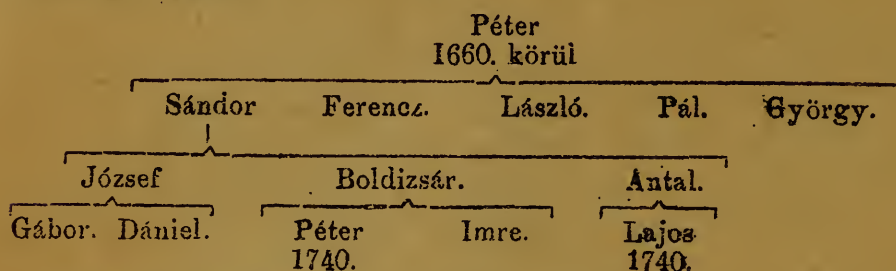 Péter
1660. körül
Sándor Ferencz. László. Pál. György.
József Boldizsár. Antal.
Gábor. Dániel. Péter Imre. Lajos
1740. 1740.